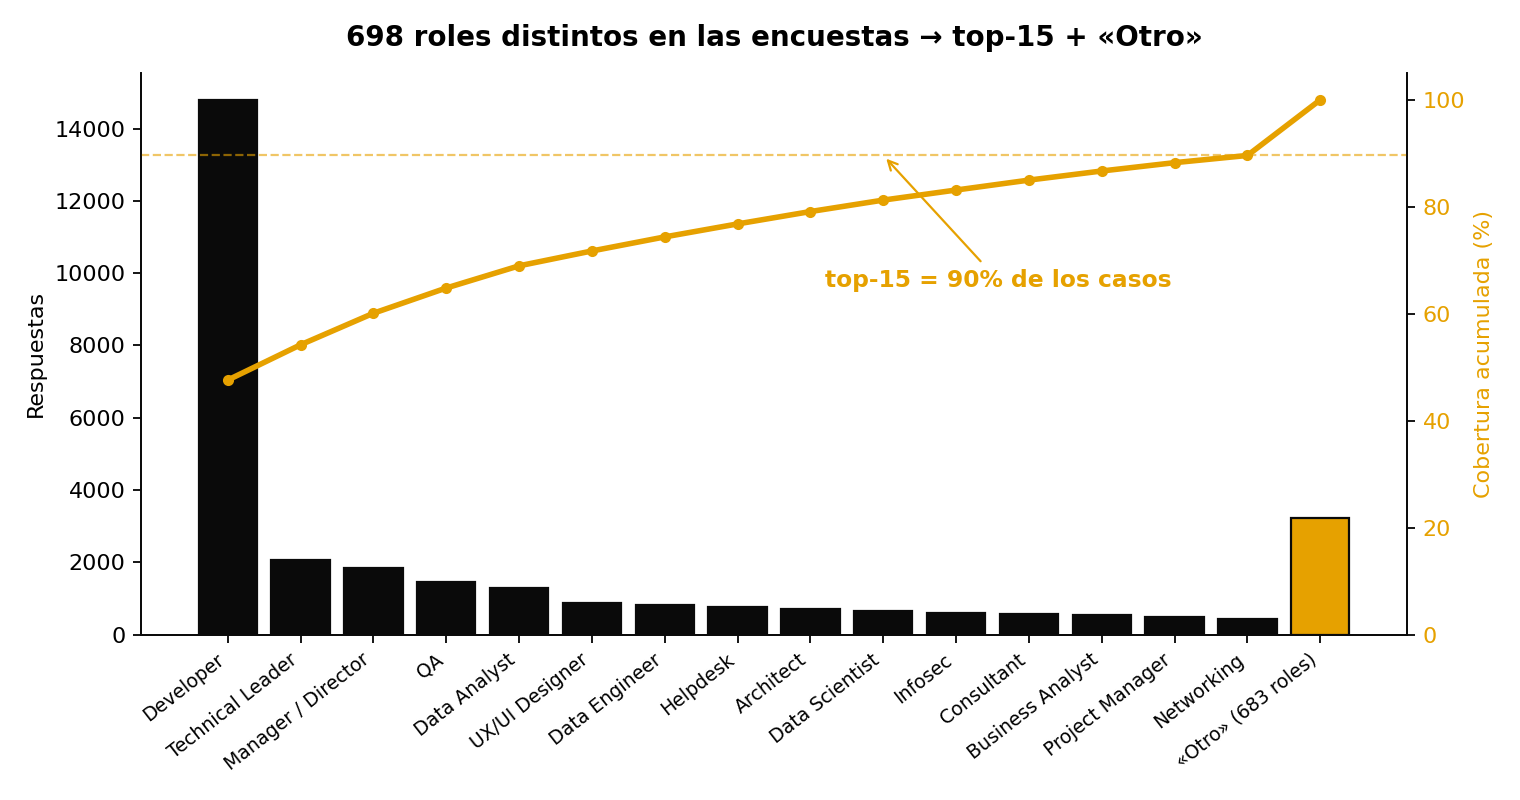 698 roles distintos en las encuestas → top-15 + «Otro»
Respuestas
14000
12000
10000
8000
6000
4000
2000
0
top-15 = 90% de los casos
100
80
60
40
20
0
Cobertura acumulada (%)
Developer
Technical Leader
Manager / Director
QA
Data Analyst
UX/UI Designer
Data Engineer
Helpdesk
Architect
Data Scientist
Infosec
Consultant
Business Analyst
Project Manager
Networking
«Otro» (683 roles)